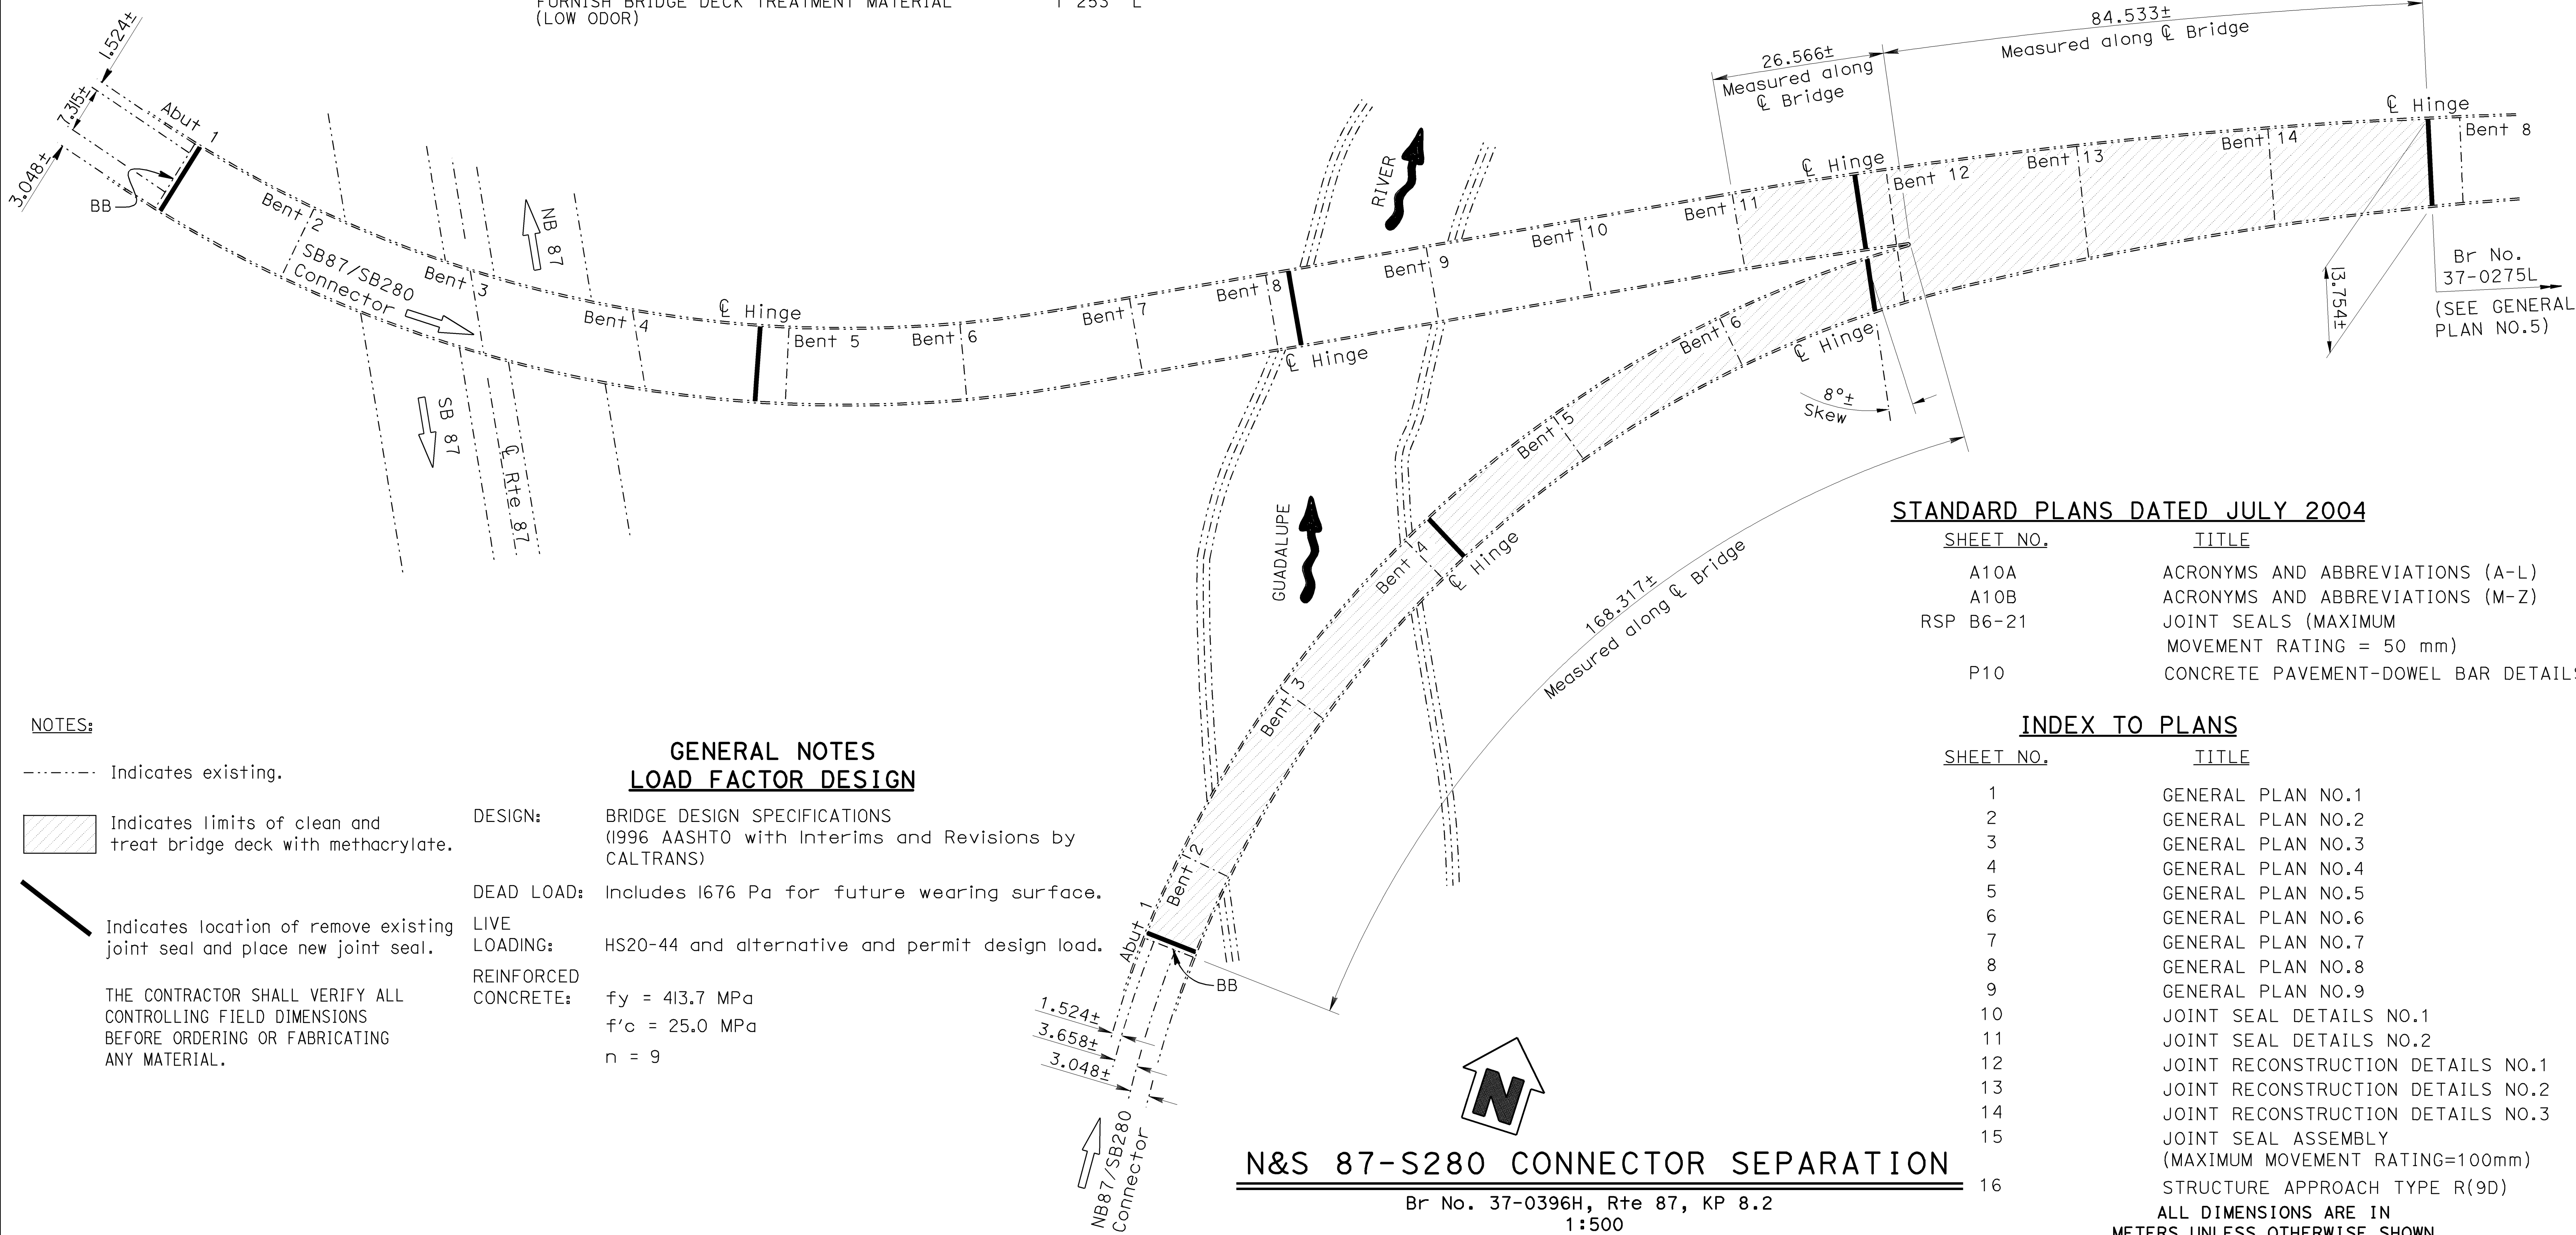 FURNISH BRIDGE DECK TREATMENT MATERIAL 1 253 L
(LOW ODOR)
1.524±
7.315±
3.048±
Abut 1
BB
Bent 2
SB87/SB280
Connector
Bent 3
NB 87
SB 87
℄ Rte 87
Bent 4
℄ Hinge
Bent 5
Bent 6
Bent 7
Bent 8
℄ Hinge
RIVER
Bent 9
Bent 10
Bent 11
26.566±
Measured along
℄ Bridge
84.533±
Measured along ℄ Bridge
℄ Hinge
Bent 12
Bent 13
Bent 14
℄ Hinge
Bent 8
13.754±
Br No.
37-0275L
(SEE GENERAL
PLAN NO.5)
Bent 6
℄ Hinge
8°±
Skew
Bent 5
GUADALUPE
Bent 4
℄ Hinge
168.317±
Measured along ℄ Bridge
Bent 3
Bent 2
Abut 1
BB
1.524±
3.658±
3.048±
NB87/SB280
Connector
NOTES:
Indicates existing.
Indicates limits of clean and
treat bridge deck with methacrylate.
Indicates location of remove existing
joint seal and place new joint seal.
THE CONTRACTOR SHALL VERIFY ALL
CONTROLLING FIELD DIMENSIONS
BEFORE ORDERING OR FABRICATING
ANY MATERIAL.
GENERAL NOTES
LOAD FACTOR DESIGN
DESIGN: BRIDGE DESIGN SPECIFICATIONS
(1996 AASHTO with Interims and Revisions by
CALTRANS)
DEAD LOAD: Includes 1676 Pa for future wearing surface.
LIVE
LOADING: HS20-44 and alternative and permit design load.
REINFORCED
CONCRETE: fy = 413.7 MPa
f'c = 25.0 MPa
n = 9
N
N&S 87-S280 CONNECTOR SEPARATION
Br No. 37-0396H, Rte 87, KP 8.2
1:500
STANDARD PLANS DATED JULY 2004
SHEET NO. TITLE
A10A ACRONYMS AND ABBREVIATIONS (A-L)
A10B ACRONYMS AND ABBREVIATIONS (M-Z)
RSP B6-21 JOINT SEALS (MAXIMUM
MOVEMENT RATING = 50 mm)
P10 CONCRETE PAVEMENT-DOWEL BAR DETAILS
INDEX TO PLANS
SHEET NO. TITLE
1 GENERAL PLAN NO.1
2 GENERAL PLAN NO.2
3 GENERAL PLAN NO.3
4 GENERAL PLAN NO.4
5 GENERAL PLAN NO.5
6 GENERAL PLAN NO.6
7 GENERAL PLAN NO.7
8 GENERAL PLAN NO.8
9 GENERAL PLAN NO.9
10 JOINT SEAL DETAILS NO.1
11 JOINT SEAL DETAILS NO.2
12 JOINT RECONSTRUCTION DETAILS NO.1
13 JOINT RECONSTRUCTION DETAILS NO.2
14 JOINT RECONSTRUCTION DETAILS NO.3
15 JOINT SEAL ASSEMBLY
(MAXIMUM MOVEMENT RATING=100mm)
16 STRUCTURE APPROACH TYPE R(9D)
ALL DIMENSIONS ARE IN
METERS UNLESS OTHERWISE SHOWN